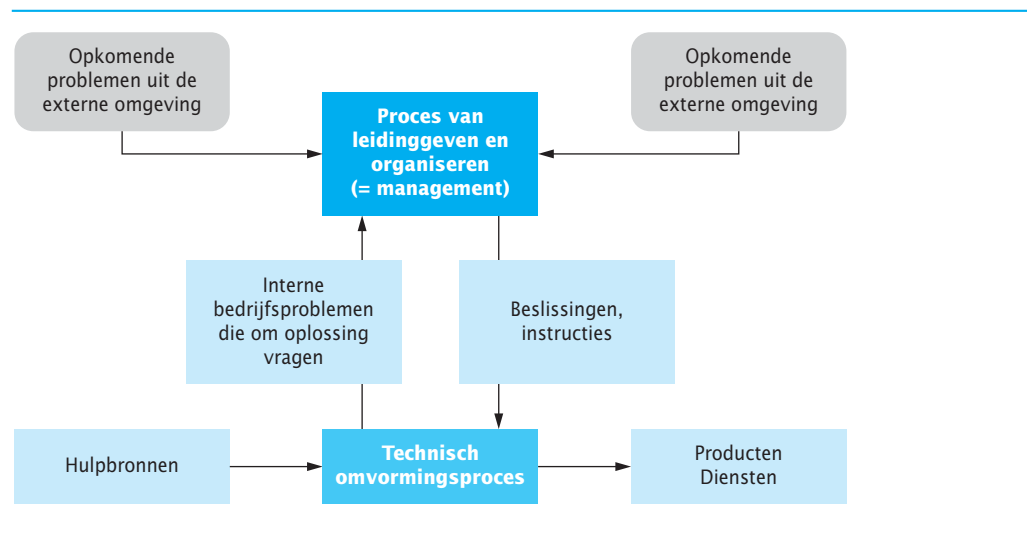 Opkomende
problemen uit de
externe omgeving
Opkomende
problemen uit de
externe omgeving
Proces van
leidinggeven en
organiseren
(= management)
Interne
bedrijfsproblemen
die om oplossing
vragen
Beslissingen,
instructies
Hulpbronnen
Technisch
omvormingsproces
Producten
Diensten